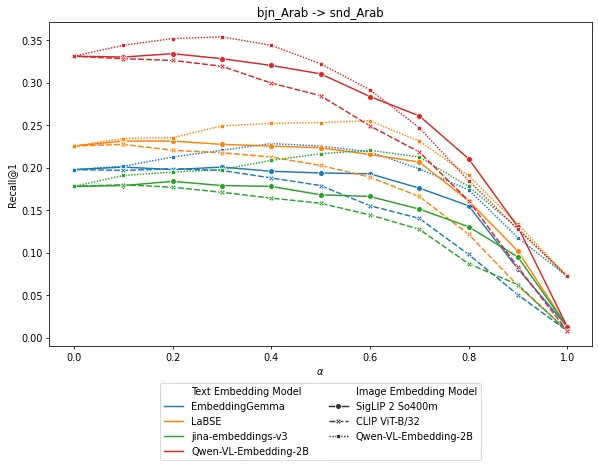 bjn_Arab -> snd_Arab
Recall@1
0.35
0.30
0.25
0.20
0.15
0.10
0.05
0.00
0.0 0.2 0.4 0.6 0.8 1.0
α
Text Embedding Model Image Embedding Model
EmbeddingGemma SigLIP 2 So400m
LaBSE CLIP ViT-B/32
jina-embeddings-v3 Qwen-VL-Embedding-2B
Qwen-VL-Embedding-2B